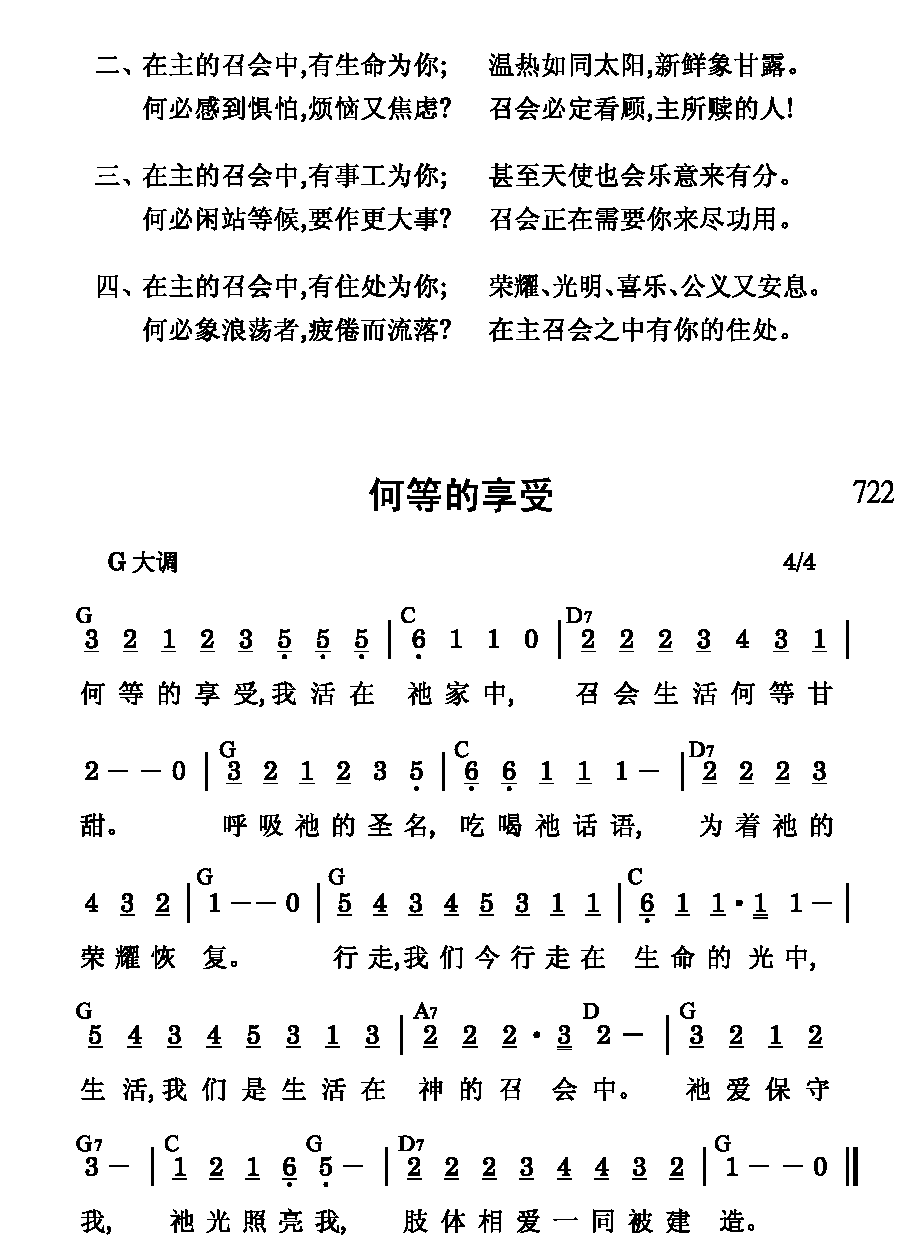 二、在主的召会中,有生命为你; 温热如同太阳,新鲜象甘露。
何必感到惧怕,烦恼又焦虑? 召会必定看顾,主所赎的人!
三、在主的召会中,有事工为你; 甚至天使也会乐意来有分。
何必闲站等候,要作更大事? 召会正在需要你来尽功用。
四、在主的召会中,有住处为你; 荣耀、光明、喜乐、公义又安息。
何必象浪荡者,疲倦而流落? 在主召会之中有你的住处。
何等的享受 722
G 大调 4/4
G C D7
3 2 1 2 3 5 5 5 | 6 1 1 0 | 2 2 2 3 4 3 1 |
何等的享受,我活在 祂家中, 召会生活何等甘
G C D7
2 – – 0 | 3 2 1 2 3 5 | 6 6 1 1 1 – | 2 2 2 3
甜。 呼吸祂的圣名, 吃喝祂话语, 为着祂的
G G C
4 3 2 | 1 – – 0 | 5 4 3 4 5 3 1 1 | 6 1 1 · 1 1 – |
荣耀恢 复。 行走,我们今行走在 生命的光中,
G A7 D G
5 4 3 4 5 3 1 3 | 2 2 2 · 3 2 – | 3 2 1 2
生活,我们是生活在 神的召 会中。 祂爱保守
G7 C G D7 G
3 – | 1 2 1 6 5 – | 2 2 2 3 4 4 3 2 | 1 – – 0 ‖
我, 祂光照亮我, 肢体相爱一同被建 造。